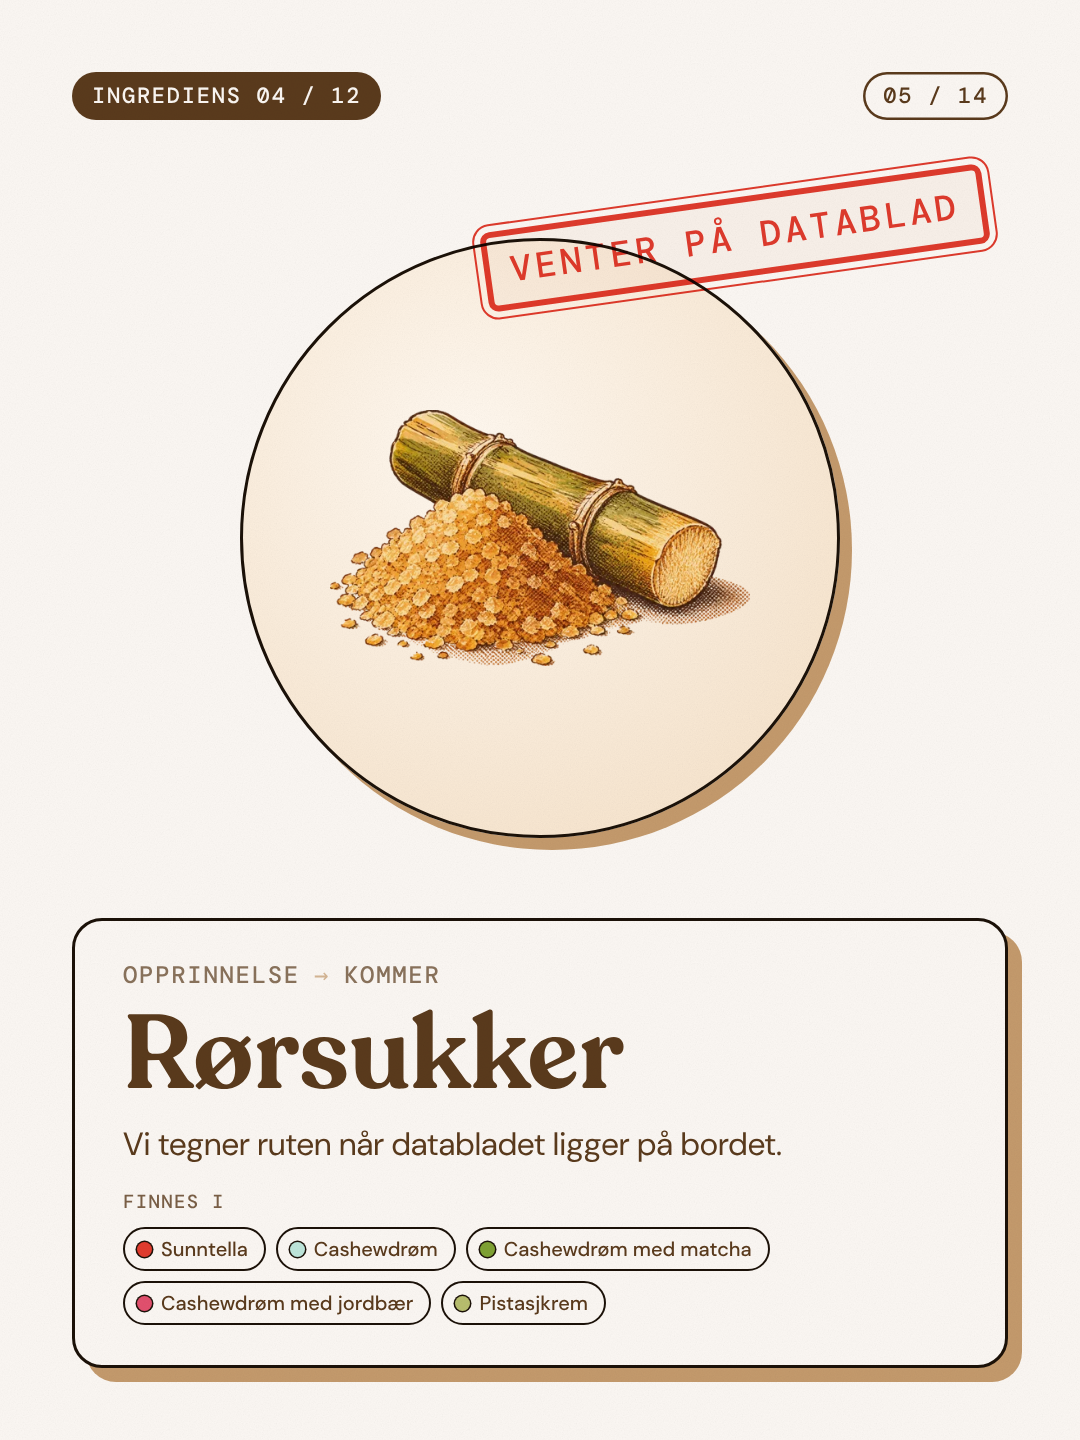 INGREDIENS 04 / 12
05 / 14
VENTER PÅ DATABLAD
OPPRINNELSE → KOMMER
Rørsukker
Vi tegner ruten når databladet ligger på bordet.
FINNES I
Sunntella
Cashewdrøm
Cashewdrøm med matcha
Cashewdrøm med jordbær
Pistasjkrem